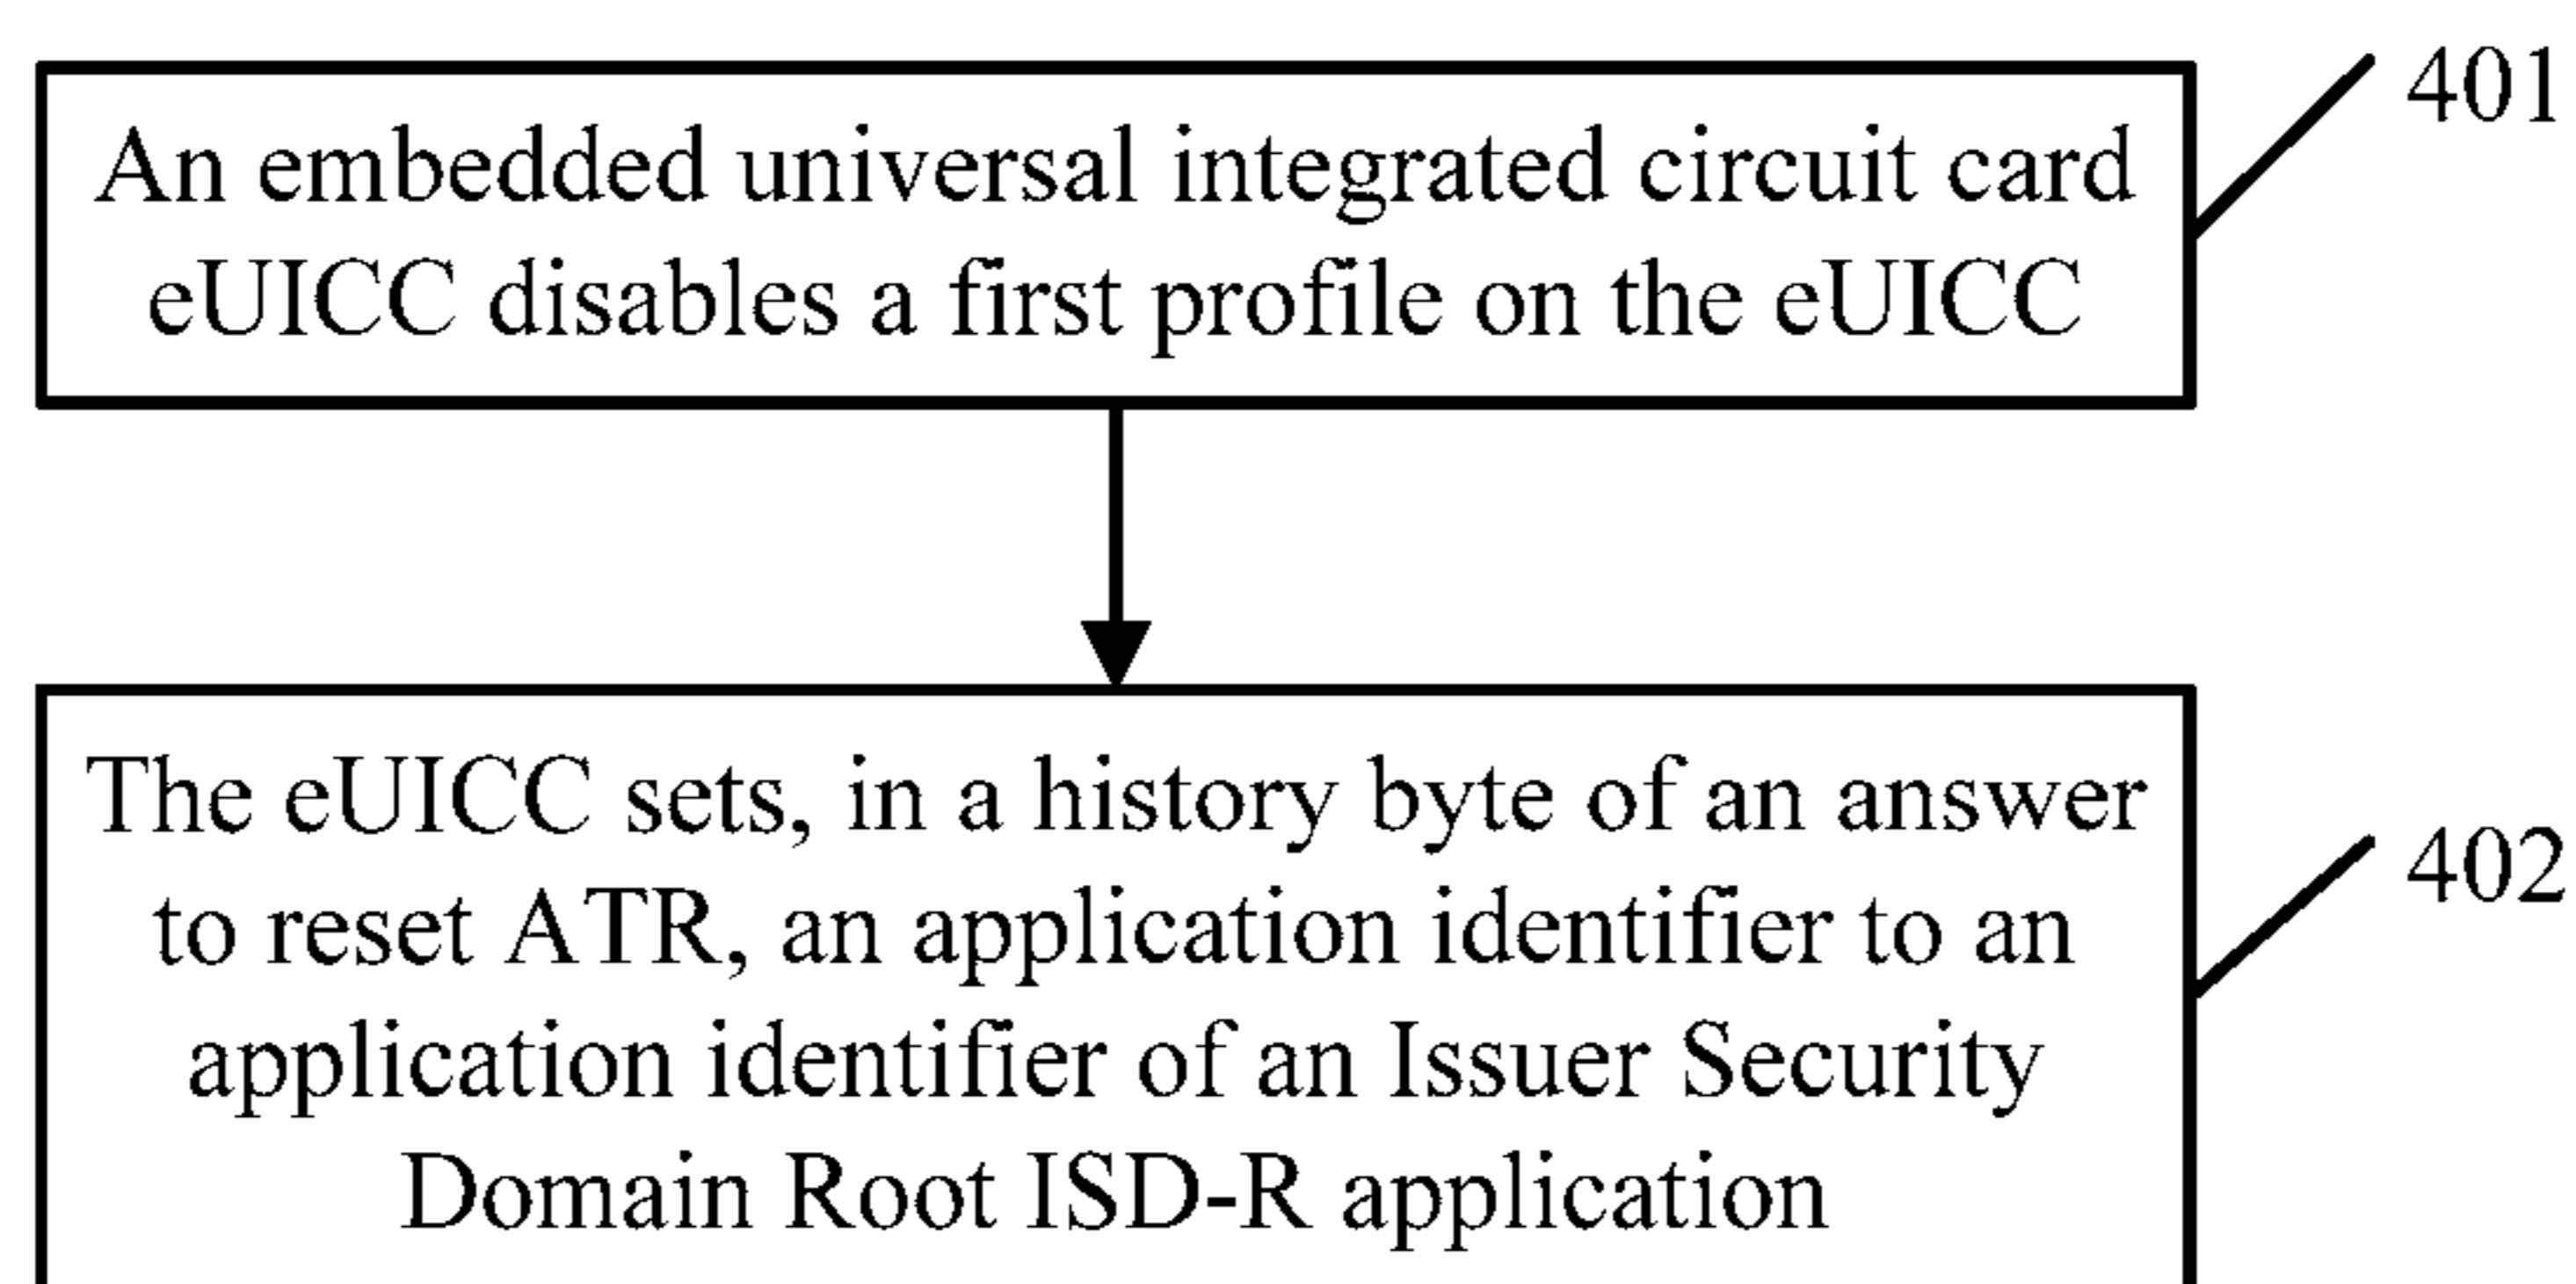 An embedded universal integrated circuit card
eUICC disables a first profile on the eUICC
401
The eUICC sets, in a history byte of an answer
to reset ATR, an application identifier to an
application identifier of an Issuer Security
Domain Root ISD-R application
402